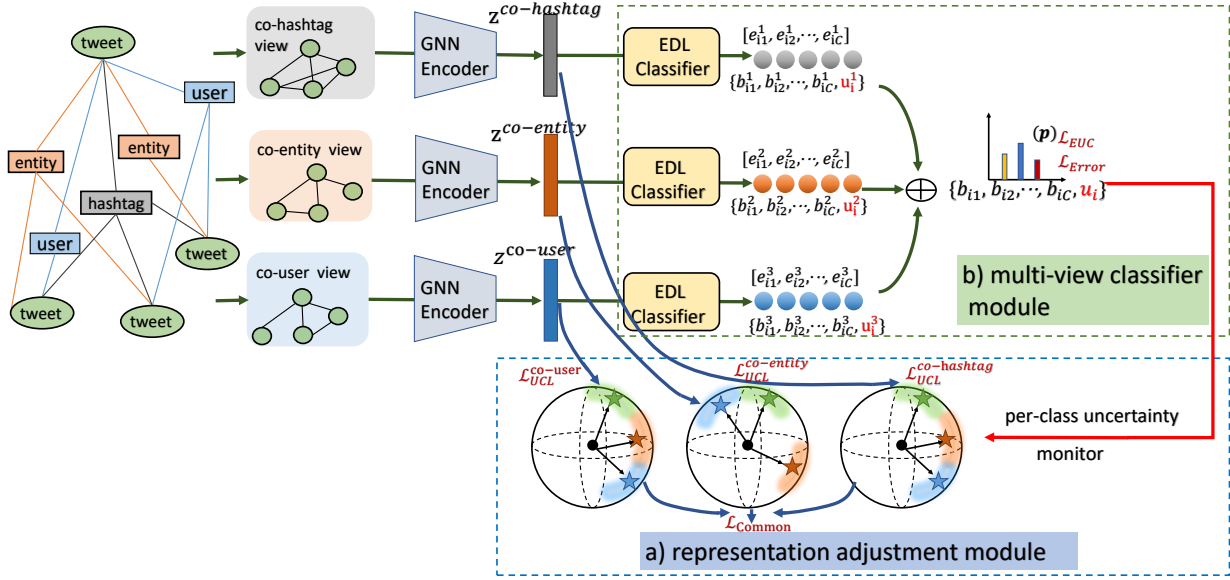 tweet
user
entity
entity
hashtag
user
tweet
tweet
tweet
co-hashtag
view
co-entity view
co-user view
GNN
Encoder
GNN
Encoder
GNN
Encoder
z^{co-hashtag}
z^{co-entity}
z^{co-user}
EDL
Classifier
EDL
Classifier
EDL
Classifier
[e_{i1}^1, e_{i2}^1,⋯, e_{iC}^1]
{b_{i1}^1, b_{i2}^1,⋯, b_{iC}^1, u_i^1}
[e_{i1}^2, e_{i2}^2,⋯, e_{iC}^2]
{b_{i1}^2, b_{i2}^2,⋯, b_{iC}^2, u_i^2}
[e_{i1}^3, e_{i2}^3,⋯, e_{iC}^3]
{b_{i1}^3, b_{i2}^3,⋯, b_{iC}^3, u_i^3}
(p) ℒ_{EUC}
ℒ_{Error}
{b_{i1}, b_{i2},⋯, b_{iC}, u_i}
b) multi-view classifier
module
ℒ_{UCL}^{co-user}
ℒ_{UCL}^{co-entity}
ℒ_{UCL}^{co-hashtag}
per-class uncertainty
monitor
ℒ_{Common}
a) representation adjustment module